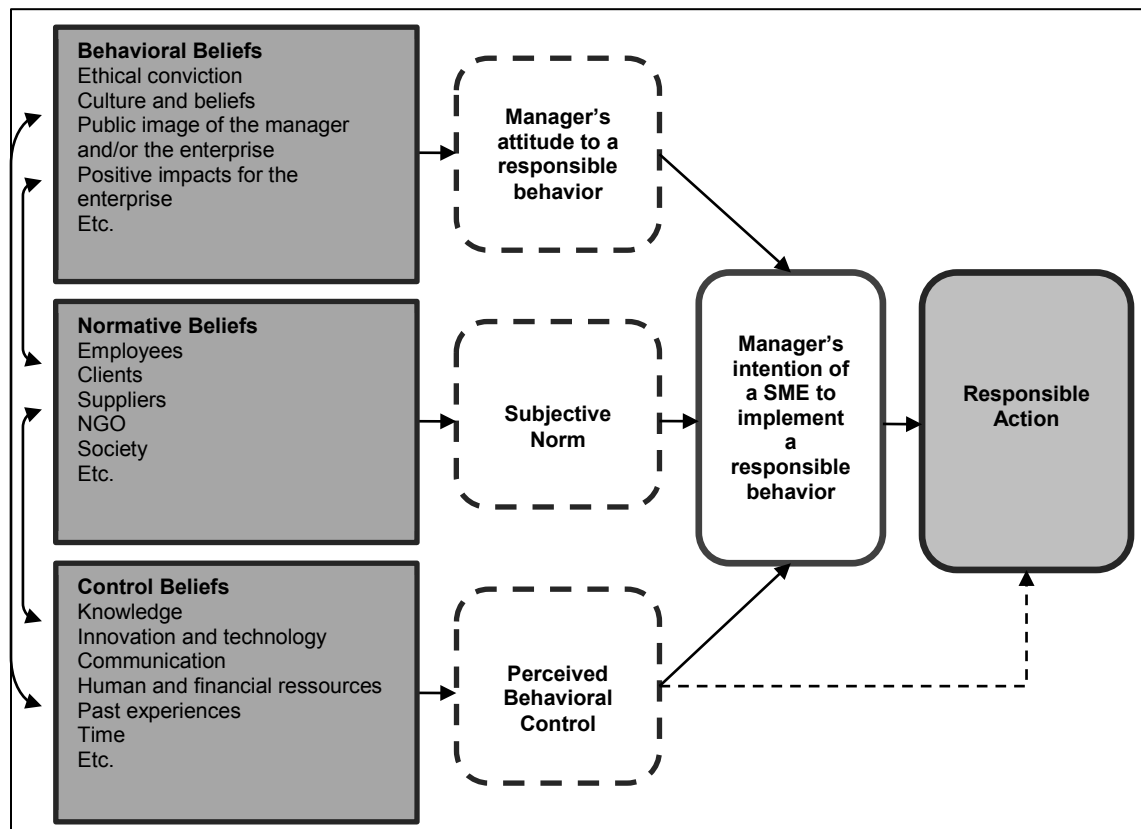 Behavioral Beliefs
Ethical conviction
Culture and beliefs
Public image of the manager
and/or the enterprise
Positive impacts for the
enterprise
Etc.
Manager’s
attitude to a
responsible
behavior
Normative Beliefs
Employees
Clients
Suppliers
NGO
Society
Etc.
Subjective
Norm
Manager’s
intention of
a SME to
implement
a
responsible
behavior
Responsible
Action
Control Beliefs
Knowledge
Innovation and technology
Communication
Human and financial ressources
Past experiences
Time
Etc.
Perceived
Behavioral
Control